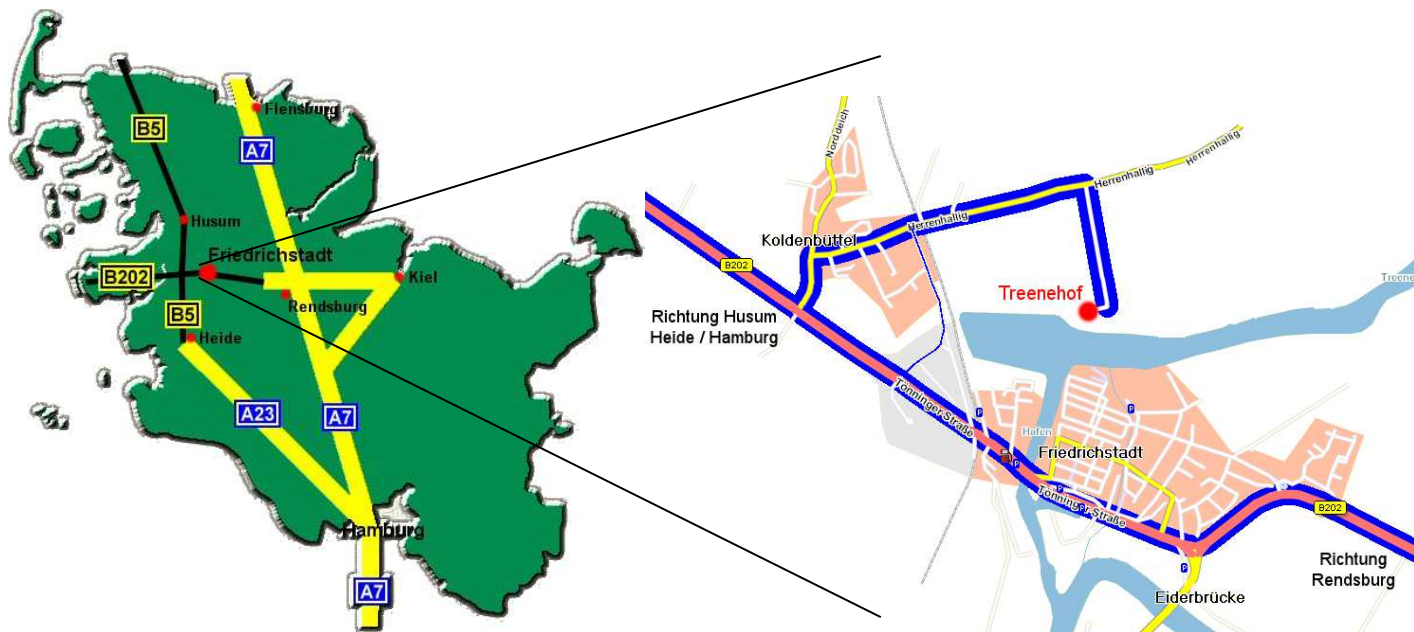 Flensburg
B5
A7
Husum
Friedrichstadt
B202
Kiel
Rendsburg
B5
Heide
A23
A7
Hamburg
A7
Norddeich
Herrenhallig
Herrenhallig
Herrenhallig
Koldenbüttel
B202
Treenehof
Treene
Richtung Husum
Heide / Hamburg
Tönninger Straße
P
P
Hafen
Friedrichstadt
P
P
Tönninger Straße
P
B202
P
Richtung
Rendsburg
Eiderbrücke